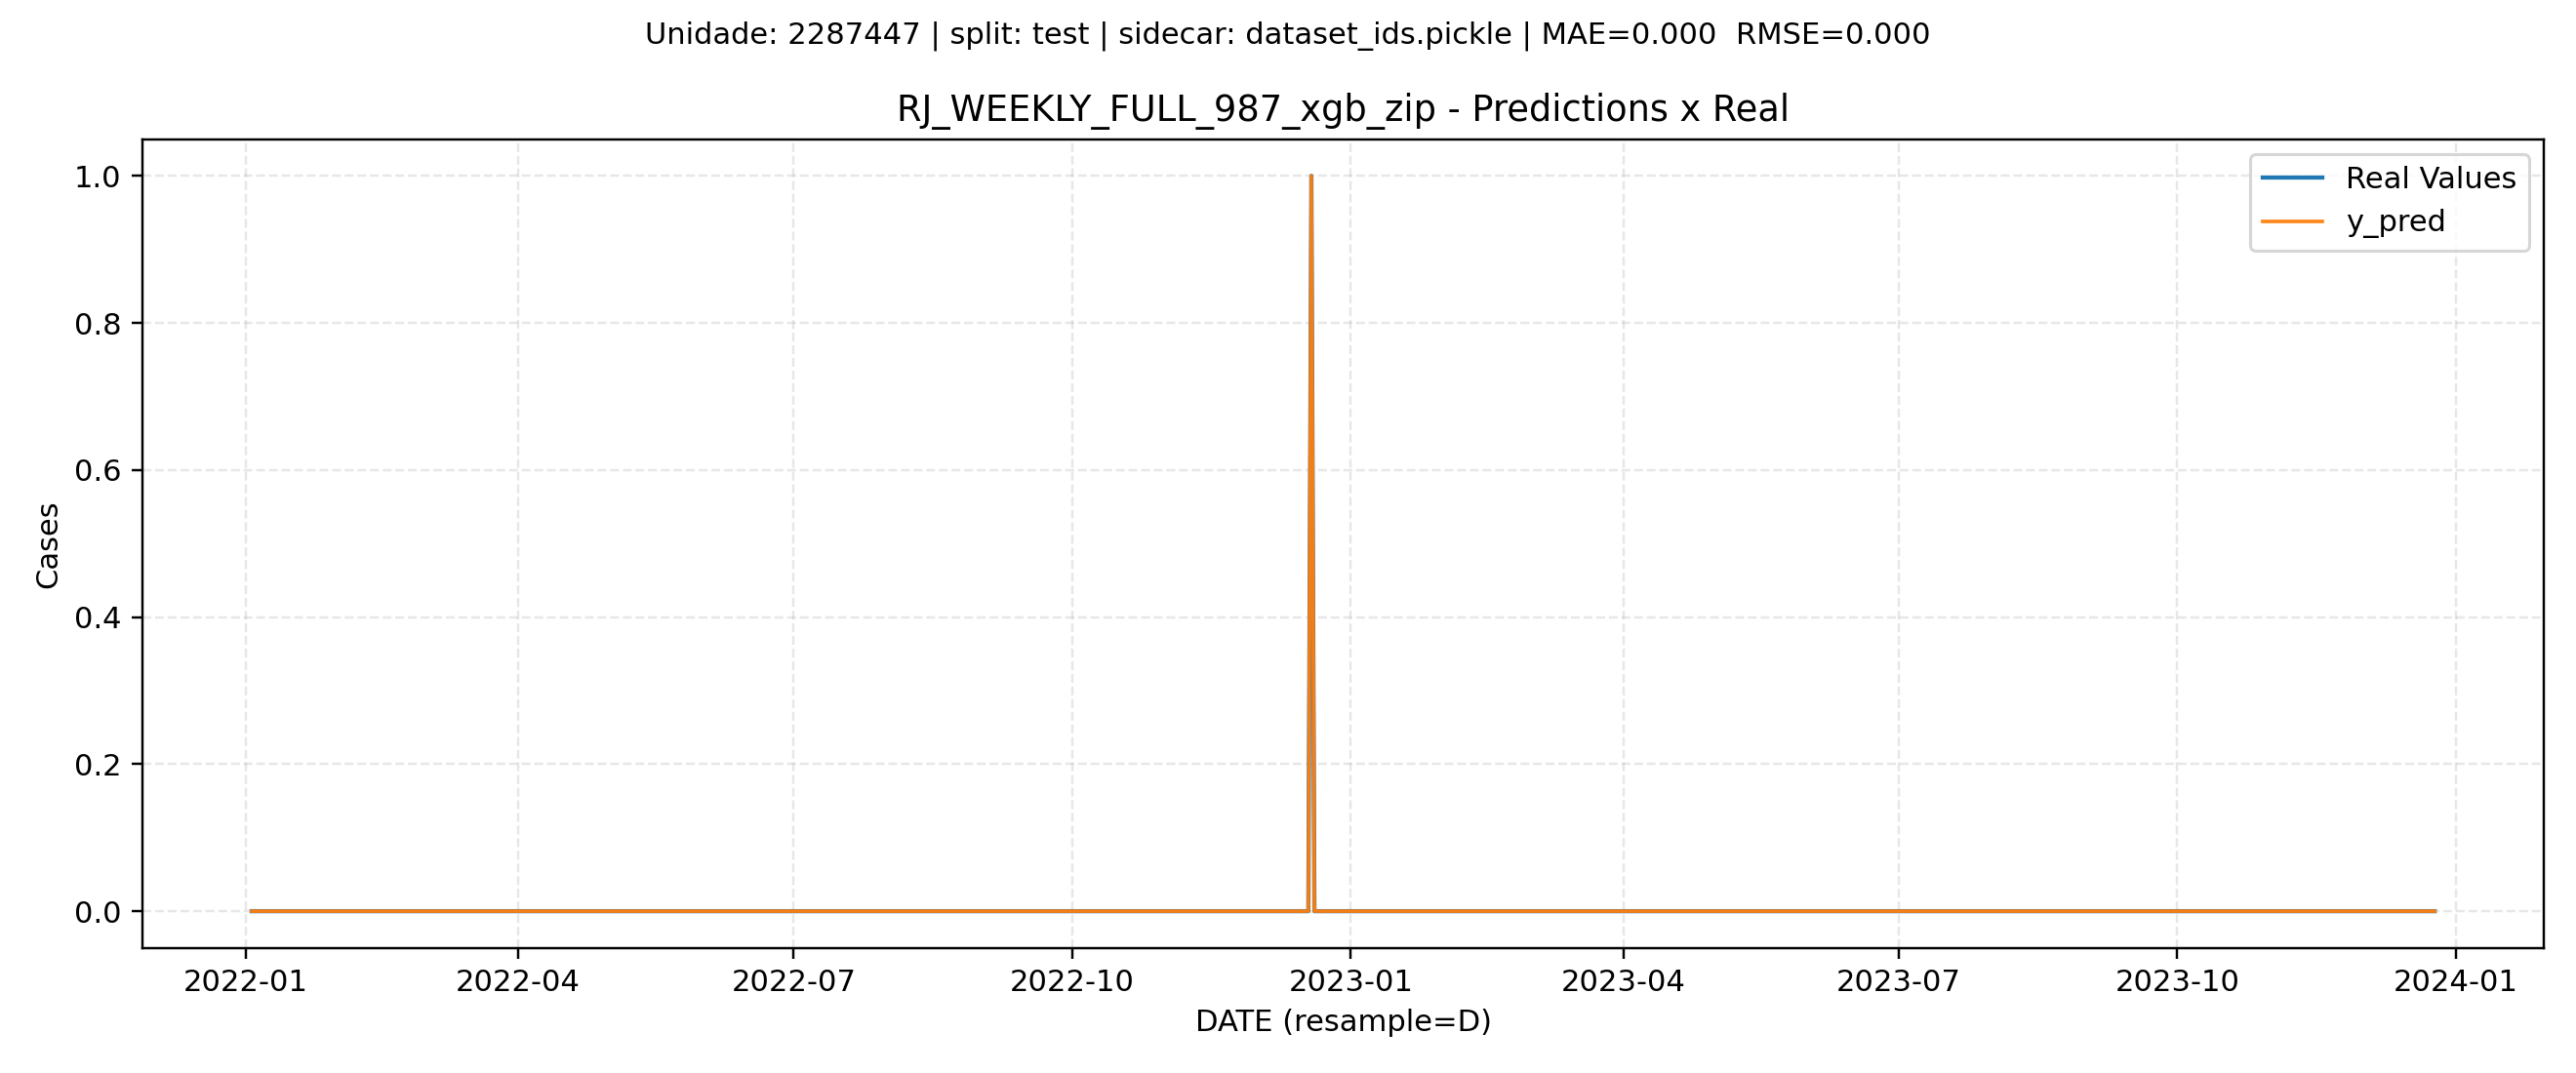 Unidade: 2287447 | split: test | sidecar: dataset_ids.pickle | MAE=0.000  RMSE=0.000
RJ_WEEKLY_FULL_987_xgb_zip - Predictions x Real
Real Values
y_pred
1.0
0.8
0.6
0.4
0.2
0.0
Cases
2022-01
2022-04
2022-07
2022-10
2023-01
2023-04
2023-07
2023-10
2024-01
DATE (resample=D)